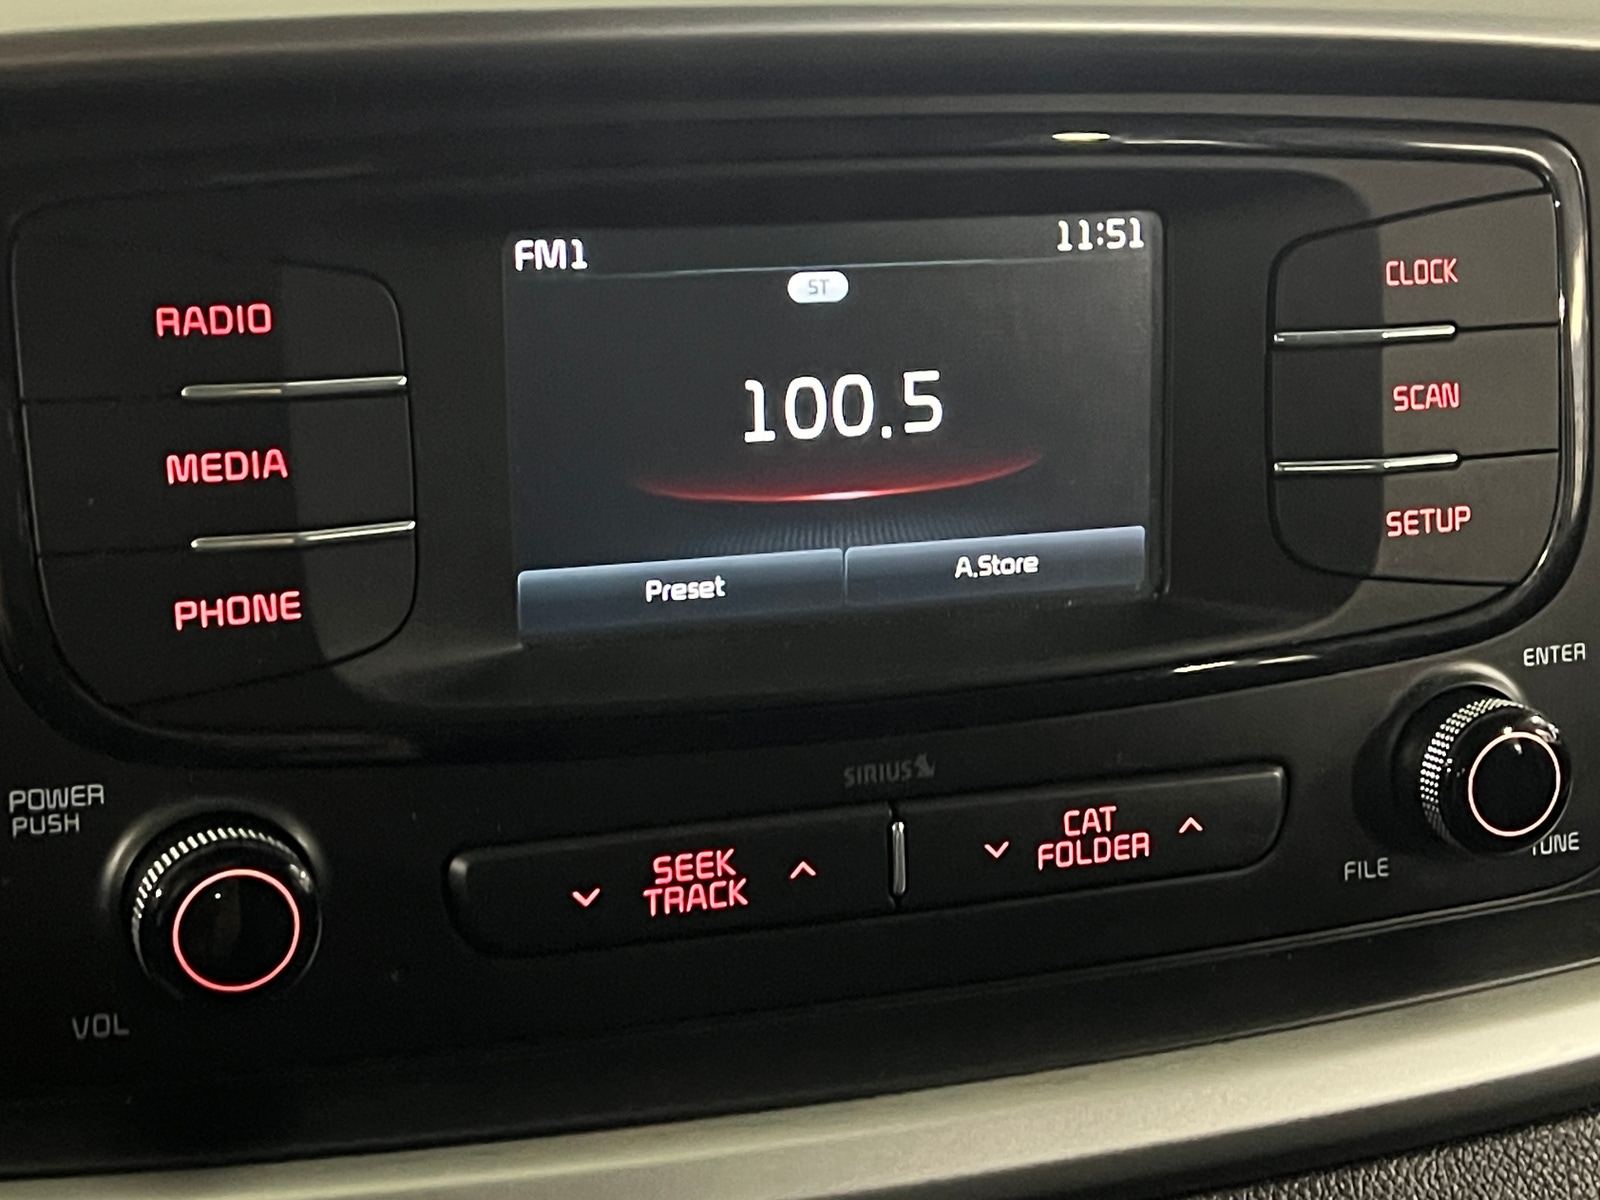 FM1
11:51
ST
100.5
Preset
A.Store
RADIO
MEDIA
PHONE
CLOCK
SCAN
SETUP
ENTER
SIRIUS
POWER
PUSH
VOL
SEEK
TRACK
CAT
FOLDER
FILE
TUNE